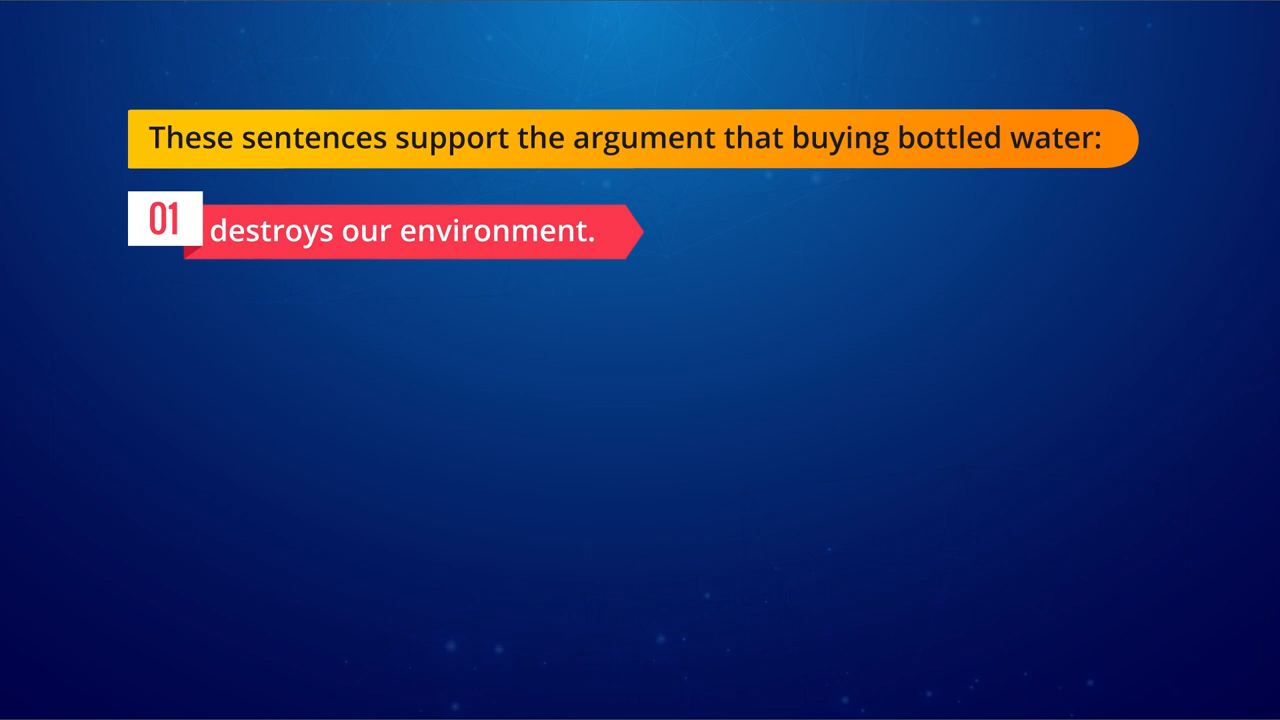 These sentences support the argument that buying bottled water:
01 destroys our environment.